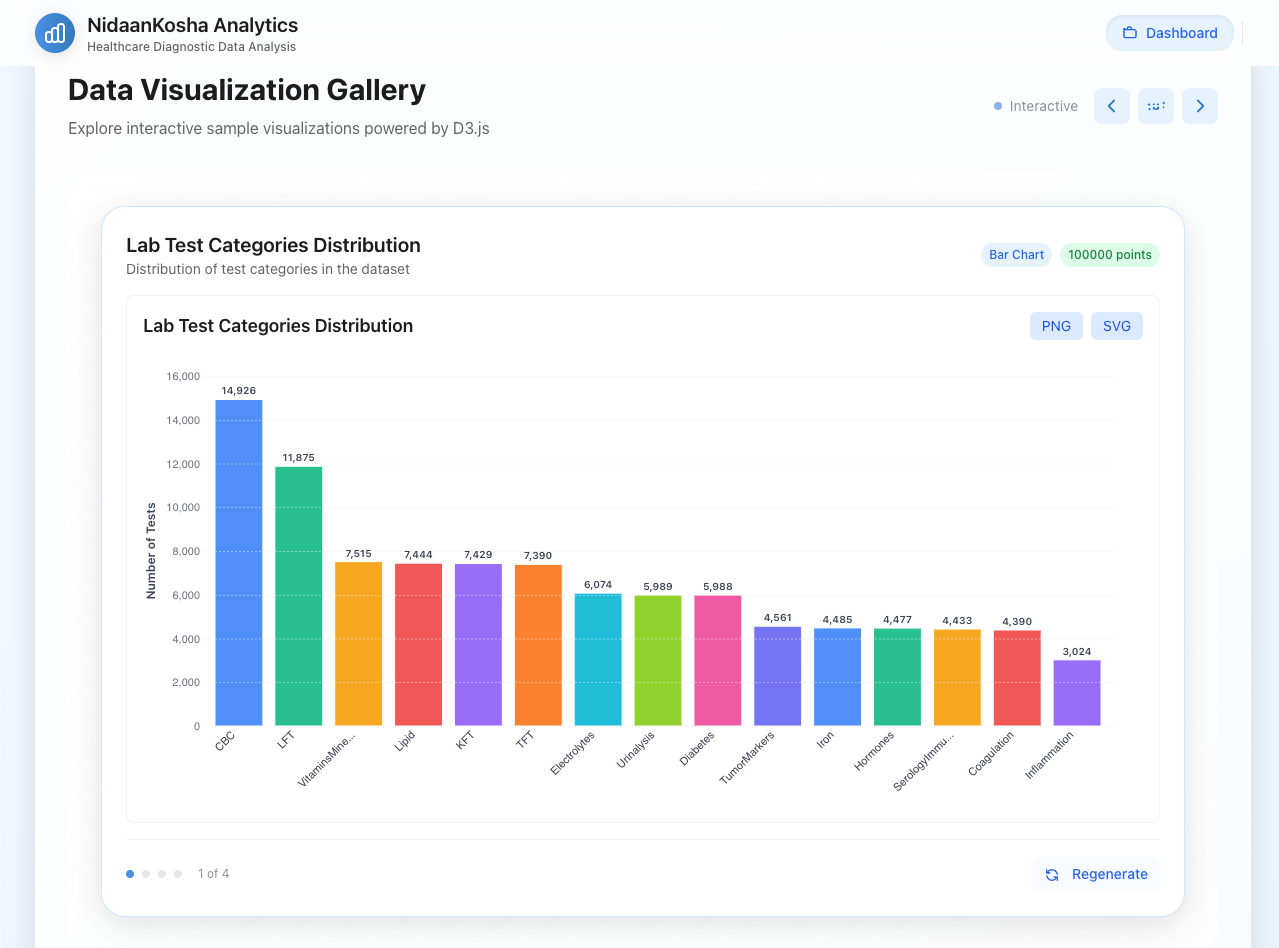 NidaanKosha Analytics
Healthcare Diagnostic Data Analysis
Dashboard
Data Visualization Gallery
Explore interactive sample visualizations powered by D3.js
Interactive
Lab Test Categories Distribution
Distribution of test categories in the dataset
Bar Chart
100000 points
Lab Test Categories Distribution
PNG
SVG
Number of Tests
16,000
14,000
12,000
10,000
8,000
6,000
4,000
2,000
0
14,926
11,875
7,515
7,444
7,429
7,390
6,074
5,989
5,988
4,561
4,485
4,477
4,433
4,390
3,024
CBC
LFT
VitaminsMine...
Lipid
KFT
TFT
Electrolytes
Urinalysis
Diabetes
TumorMarkers
Iron
Hormones
SerologyImmu...
Coagulation
Inflammation
1 of 4
Regenerate